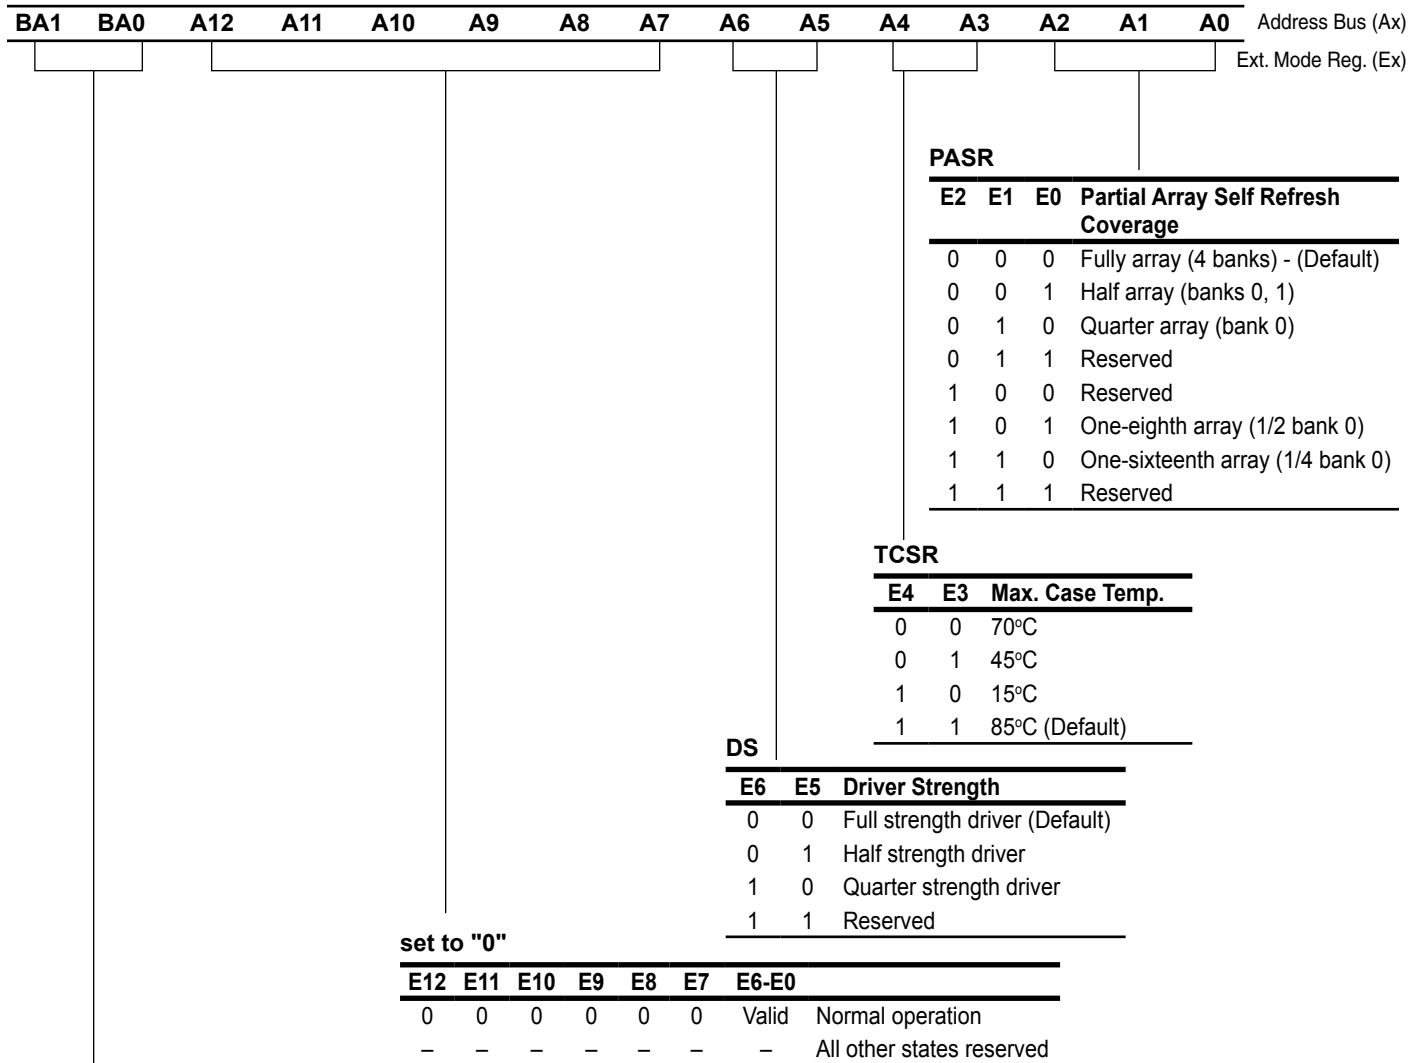 BA1 BA0 A12 A11 A10 A9 A8 A7 A6 A5 A4 A3 A2 A1 A0 Address Bus (Ax)
Ext. Mode Reg. (Ex)
PASR
E2 E1 E0 Partial Array Self Refresh
Coverage
0 0 0 Fully array (4 banks) - (Default)
0 0 1 Half array (banks 0, 1)
0 1 0 Quarter array (bank 0)
0 1 1 Reserved
1 0 0 Reserved
1 0 1 One-eighth array (1/2 bank 0)
1 1 0 One-sixteenth array (1/4 bank 0)
1 1 1 Reserved
TCSR
E4 E3 Max. Case Temp.
0 0 70°C
0 1 45°C
1 0 15°C
1 1 85°C (Default)
DS
E6 E5 Driver Strength
0 0 Full strength driver (Default)
0 1 Half strength driver
1 0 Quarter strength driver
1 1 Reserved
set to "0"
E12 E11 E10 E9 E8 E7 E6-E0
0 0 0 0 0 0 Valid Normal operation
– – – – – – – All other states reserved